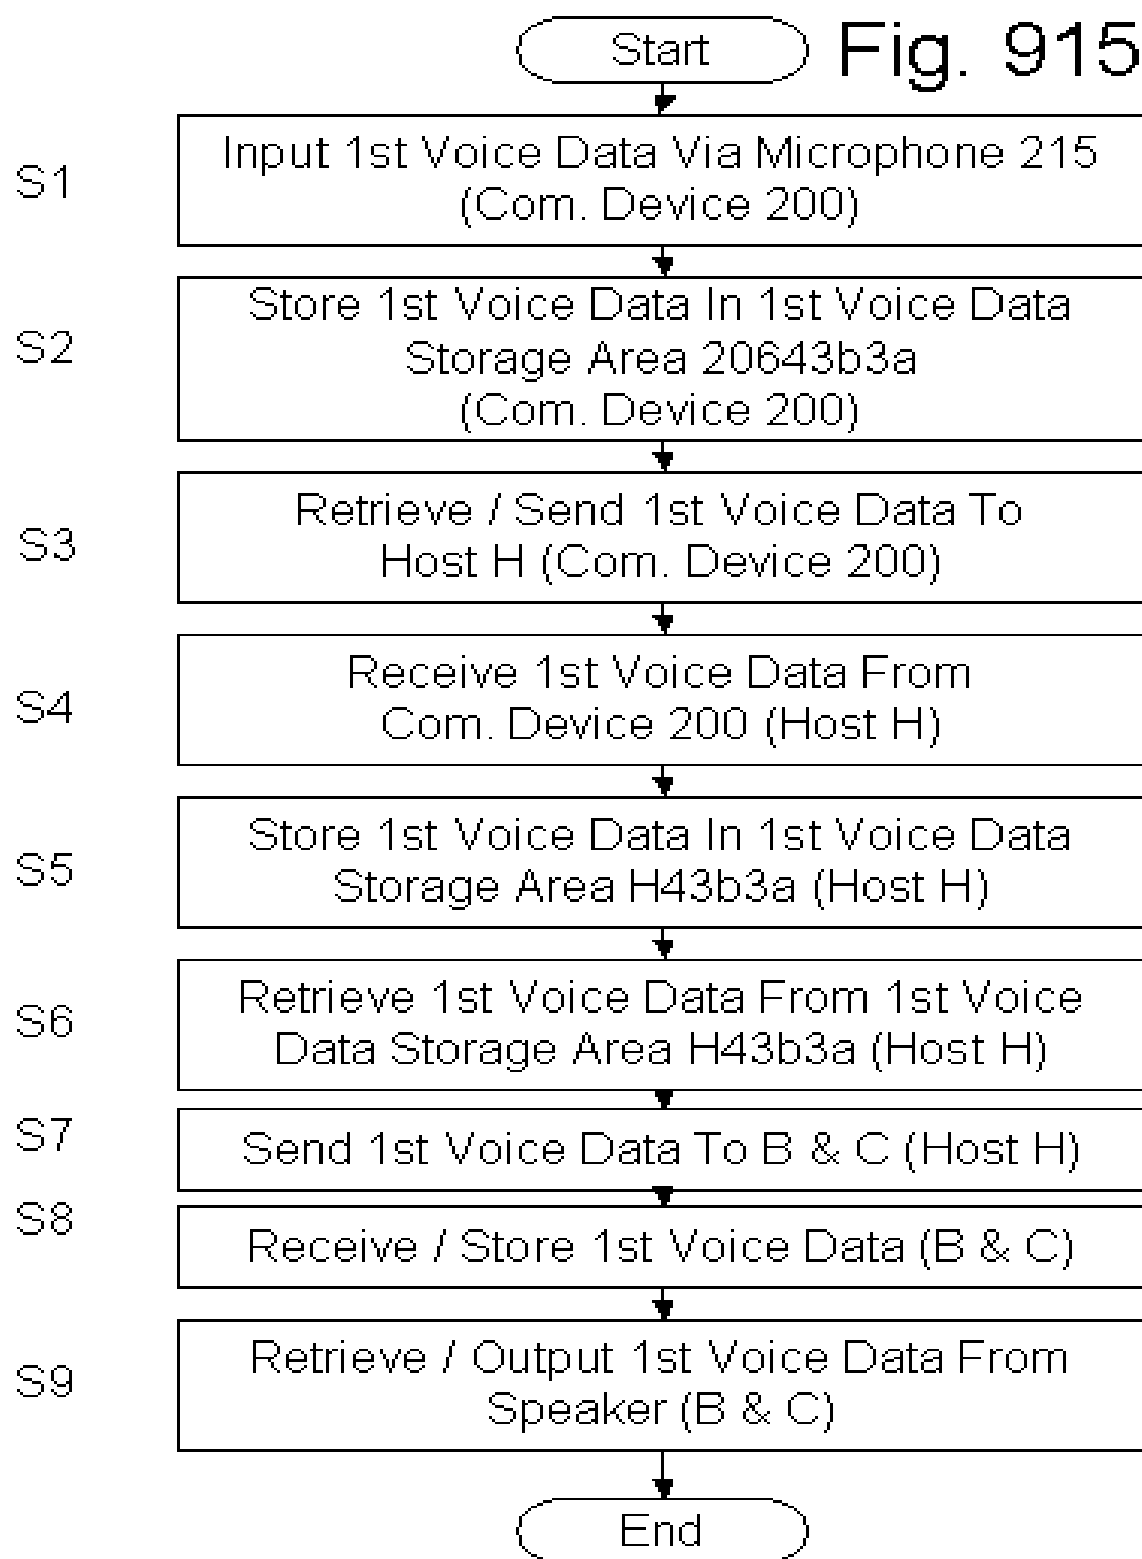 Start
Fig. 915
S1
Input 1st Voice Data Via Microphone 215
(Com. Device 200)
S2
Store 1st Voice Data In 1st Voice Data
Storage Area 20643b3a
(Com. Device 200)
S3
Retrieve / Send 1st Voice Data To
Host H (Com. Device 200)
S4
Receive 1st Voice Data From
Com. Device 200 (Host H)
S5
Store 1st Voice Data In 1st Voice Data
Storage Area H43b3a (Host H)
S6
Retrieve 1st Voice Data From 1st Voice
Data Storage Area H43b3a (Host H)
S7
Send 1st Voice Data To B & C (Host H)
S8
Receive / Store 1st Voice Data (B & C)
S9
Retrieve / Output 1st Voice Data From
Speaker (B & C)
End